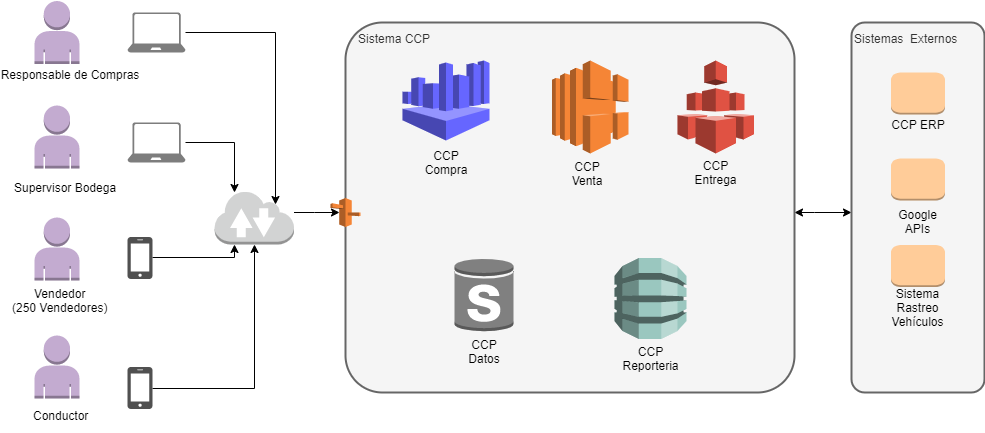 Responsable de Compras
Supervisor Bodega
Vendedor
(250 Vendedores)
Conductor
Sistema CCP
CCP
Compra
CCP
Venta
CCP
Entrega
S
CCP
Datos
CCP
Reporteria
Sistemas Externos
CCP ERP
Google
APIs
Sistema
Rastreo
Vehículos